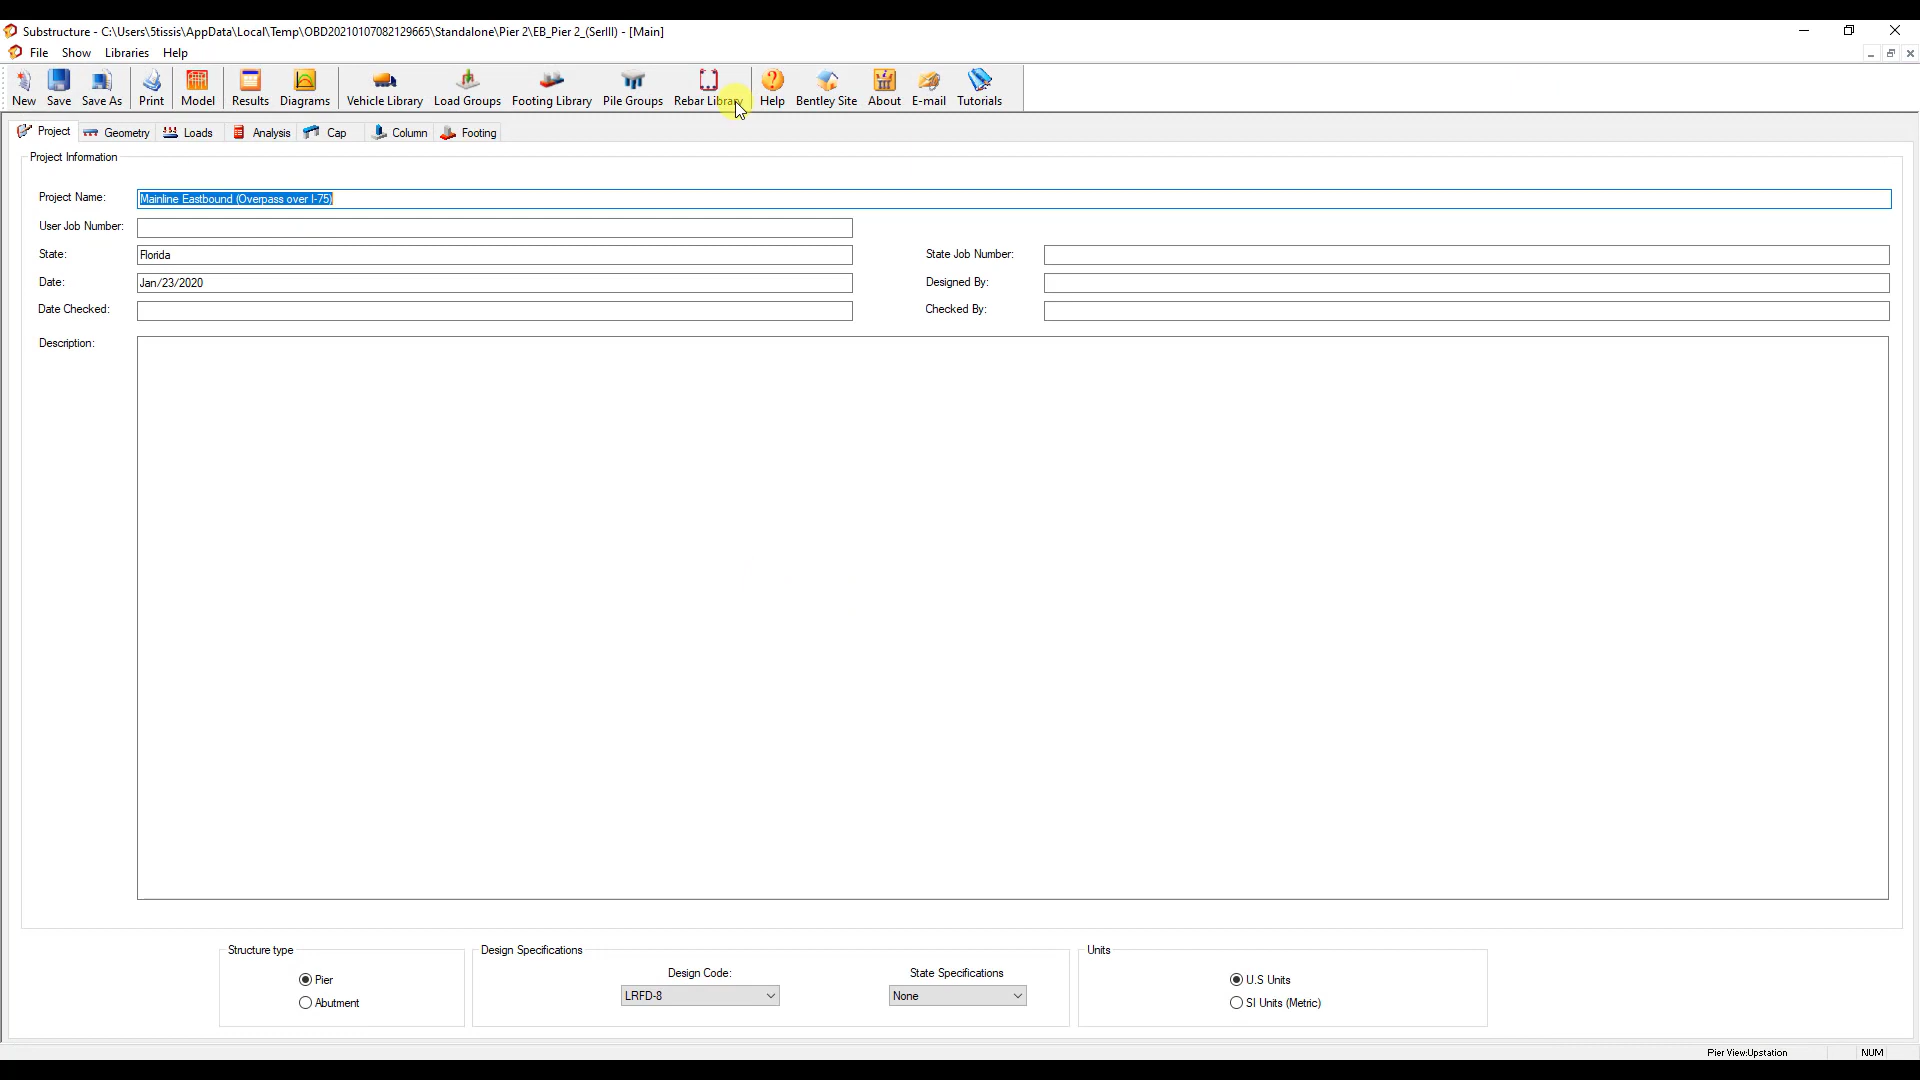 Substructure - C:\Users\5tissis\AppData\Local\Temp\OBD20210107082129665\Standalone\Pier 2\EB_Pier 2_(SerIII) - [Main]
File Show Libraries Help
New Save Save As Print Model Results Diagrams Vehicle Library Load Groups Footing Library Pile Groups Rebar Library Help Bentley Site About E-mail Tutorials
Project Geometry Loads Analysis Cap Column Footing
Project Information
Project Name: Mainline Eastbound (Overpass over I-75)
User Job Number:
State: Florida State Job Number:
Date: Jan/23/2020 Designed By:
Date Checked: Checked By:
Description:
Structure type Design Specifications Units
Design Code: State Specifications
Pier U.S Units
LRFD-8 None
Abutment SI Units (Metric)
Pier View:Upstation NUM